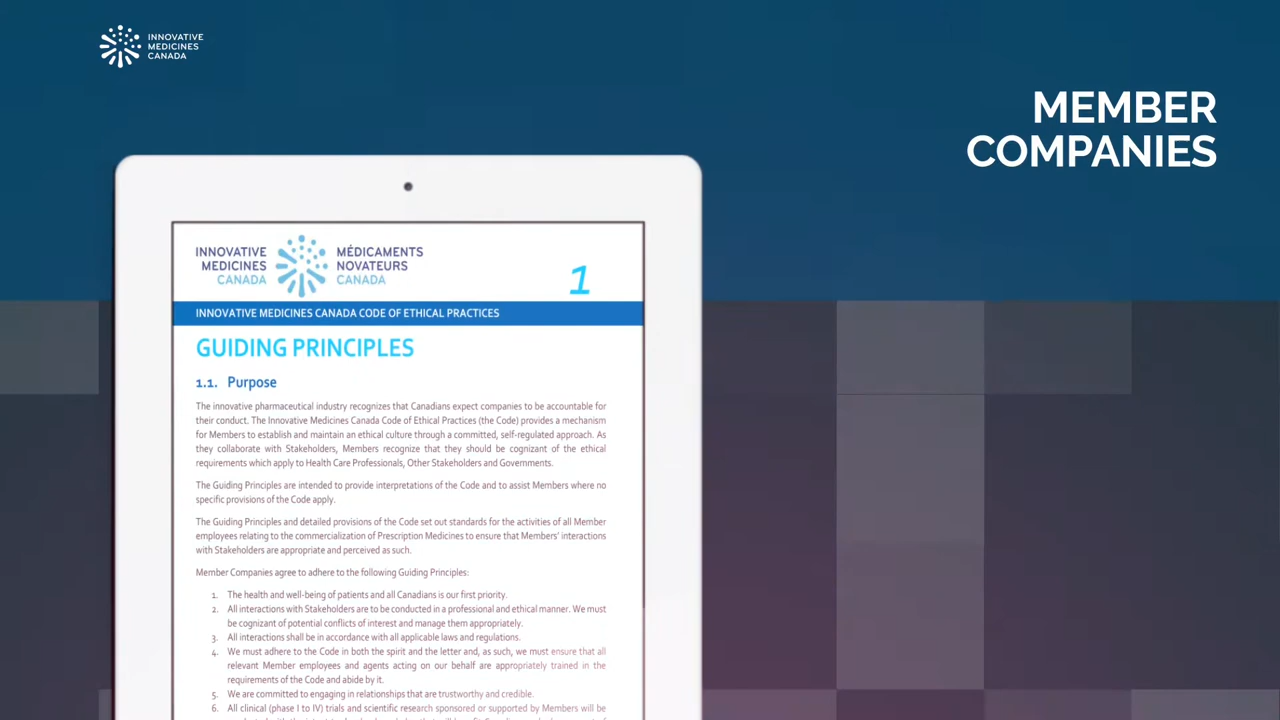 INNOVATIVE
MEDICINES
CANADA
MEMBER
COMPANIES
INNOVATIVE
MEDICINES
CANADA
MÉDICAMENTS
NOVATEURS
CANADA
1
INNOVATIVE MEDICINES CANADA CODE OF ETHICAL PRACTICES
GUIDING PRINCIPLES
1.1. Purpose
The innovative pharmaceutical industry recognizes that Canadians expect companies to be accountable for
their conduct. The Innovative Medicines Canada Code of Ethical Practices (the Code) provides a mechanism
for Members to establish and maintain an ethical culture through a committed, self-regulated approach. As
they collaborate with Stakeholders, Members recognize that they should be cognizant of the ethical
requirements which apply to Health Care Professionals, Other Stakeholders and Governments.
The Guiding Principles are intended to provide interpretations of the Code and to assist Members where no
specific provisions of the Code apply.
The Guiding Principles and detailed provisions of the Code set out standards for the activities of all Member
employees relating to the commercialization of Prescription Medicines to ensure that Members' interactions
with Stakeholders are appropriate and perceived as such.
Member Companies agree to adhere to the following Guiding Principles:
1. The health and well-being of patients and all Canadians is our first priority.
2. All interactions with Stakeholders are to be conducted in a professional and ethical manner. We must
be cognizant of potential conflicts of interest and manage them appropriately.
3. All interactions shall be in accordance with all applicable laws and regulations.
4. We must adhere to the Code in both the spirit and the letter and, as such, we must ensure that all
relevant Member employees and agents acting on our behalf are appropriately trained in the
requirements of the Code and abide by it.
5. We are committed to engaging in relationships that are trustworthy and credible.
6. All clinical (phase I to IV) trials and scientific research sponsored or supported by Members will be